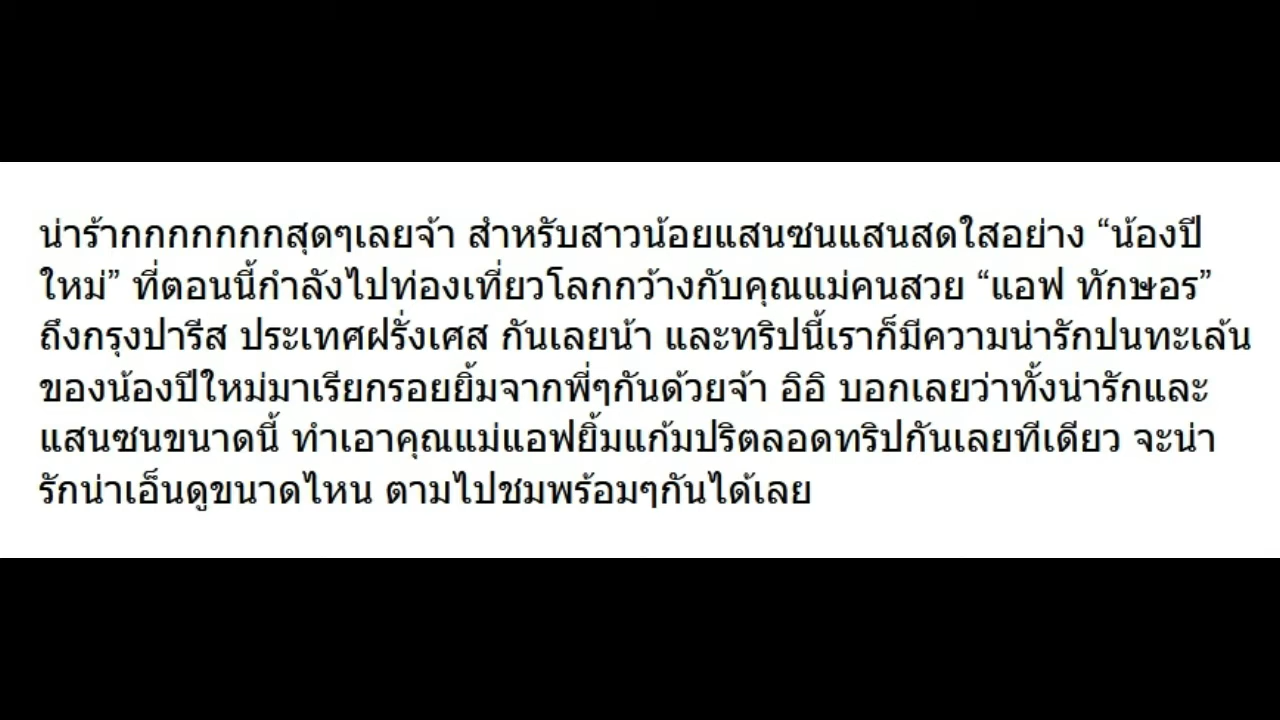 น่าร้ากกกกกกกสุดๆเลยจ้า สำหรับสาวน้อยแสนซนแสนสดใสอย่าง “น้องปี
ใหม่” ที่ตอนนี้กำลังไปท่องเที่ยวโลกกว้างกับคุณแม่คนสวย “แอฟ ทักษอร”
ถึงกรุงปารีส ประเทศฝรั่งเศส กันเลยน้า และทริปนี้เราก็มีความน่ารักปนทะเล้น
ของน้องปีใหม่มาเรียกรอยยิ้มจากพี่ๆกันด้วยจ้า อิอิ บอกเลยว่าทั้งน่ารักและ
แสนซนขนาดนี้ ทำเอาคุณแม่แอฟยิ้มแก้มปริตลอดทริปกันเลยทีเดียว จะน่า
รักน่าเอ็นดูขนาดไหน ตามไปชมพร้อมๆกันได้เลย